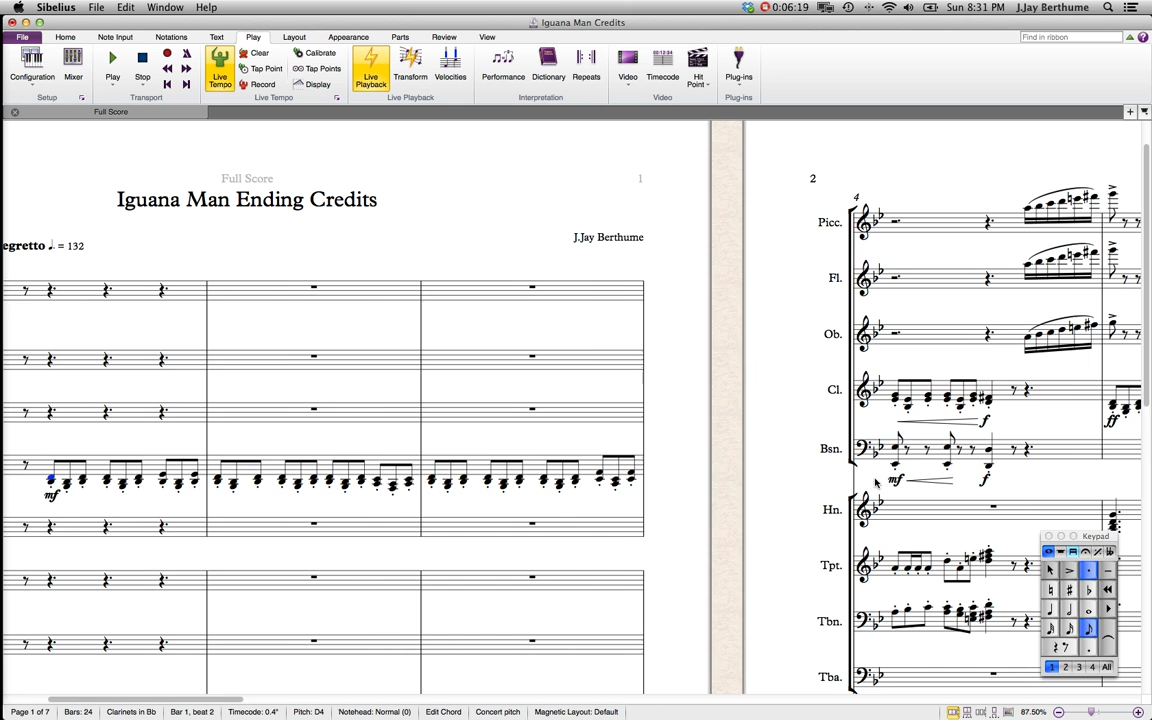 Sibelius File Edit Window Help 0:06:19 Sun 8:31 PM J.Jay Berthume
Iguana Man Credits
File Home Note Input Notations Text Play Layout Appearance Parts Review View Find in ribbon
Configuration Mixer Play Stop Live Tempo Clear Tap Point Record Calibrate Tap Points Display Live Playback Transform Velocities Performance Dictionary Repeats Video Timecode Hit Point Plug-ins
Setup Transport Live Tempo Live Playback Interpretation Video Plug-ins
Full Score
Full Score 1
Iguana Man Ending Credits
J.Jay Berthume
egretto = 132
mf
2
4
Picc.
Fl.
Ob.
Cl. f ff
Bsn. mf f
Hn.
Tpt.
Tbn.
Tba.
Keypad
1 2 3 4 All
Page 1 of 7 Bars: 24 Clarinets in Bb Bar 1, beat 2 Timecode: 0.4" Pitch: D4 Notehead: Normal (0) Edit Chord Concert pitch Magnetic Layout: Default 87.50%